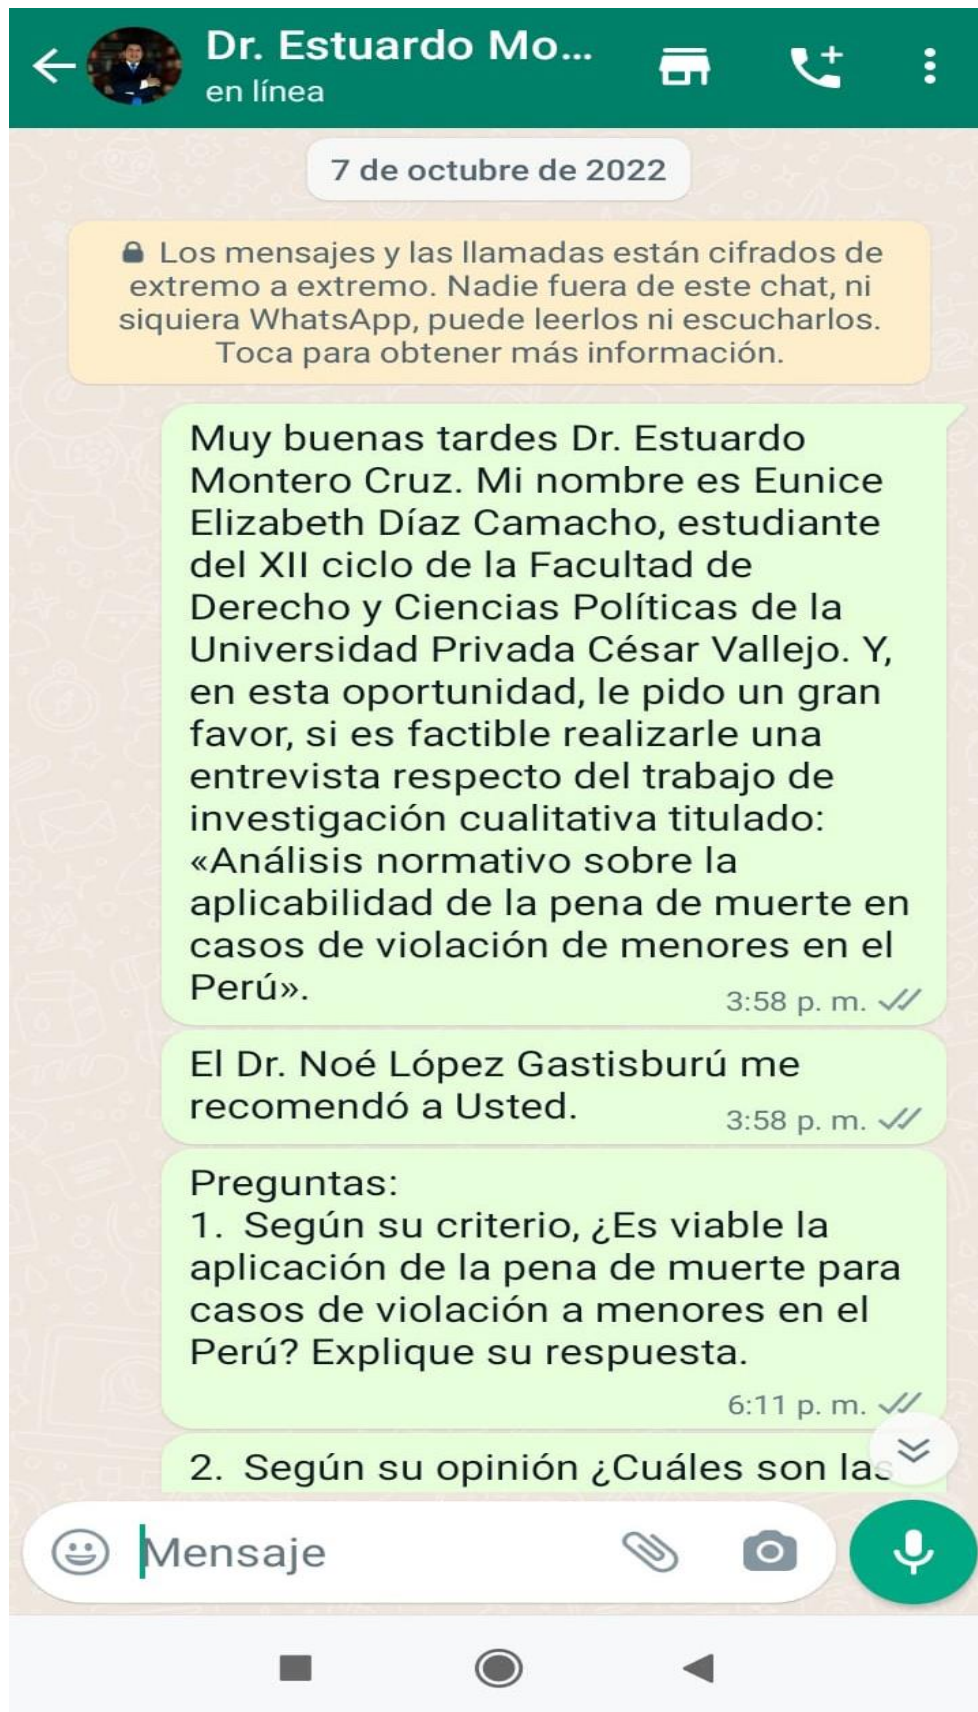 Dr. Estuardo Mo...
en línea
7 de octubre de 2022
Los mensajes y las llamadas están cifrados de
extremo a extremo. Nadie fuera de este chat, ni
siquiera WhatsApp, puede leerlos ni escucharlos.
Toca para obtener más información.
Muy buenas tardes Dr. Estuardo
Montero Cruz. Mi nombre es Eunice
Elizabeth Díaz Camacho, estudiante
del XII ciclo de la Facultad de
Derecho y Ciencias Políticas de la
Universidad Privada César Vallejo. Y,
en esta oportunidad, le pido un gran
favor, si es factible realizarle una
entrevista respecto del trabajo de
investigación cualitativa titulado:
«Análisis normativo sobre la
aplicabilidad de la pena de muerte en
casos de violación de menores en el
Perú».
3:58 p. m.
El Dr. Noé López Gastisburú me
recomendó a Usted.
3:58 p. m.
Preguntas:
1. Según su criterio, ¿Es viable la
aplicación de la pena de muerte para
casos de violación a menores en el
Perú? Explique su respuesta.
6:11 p. m.
2. Según su opinión ¿Cuáles son las
Mensaje